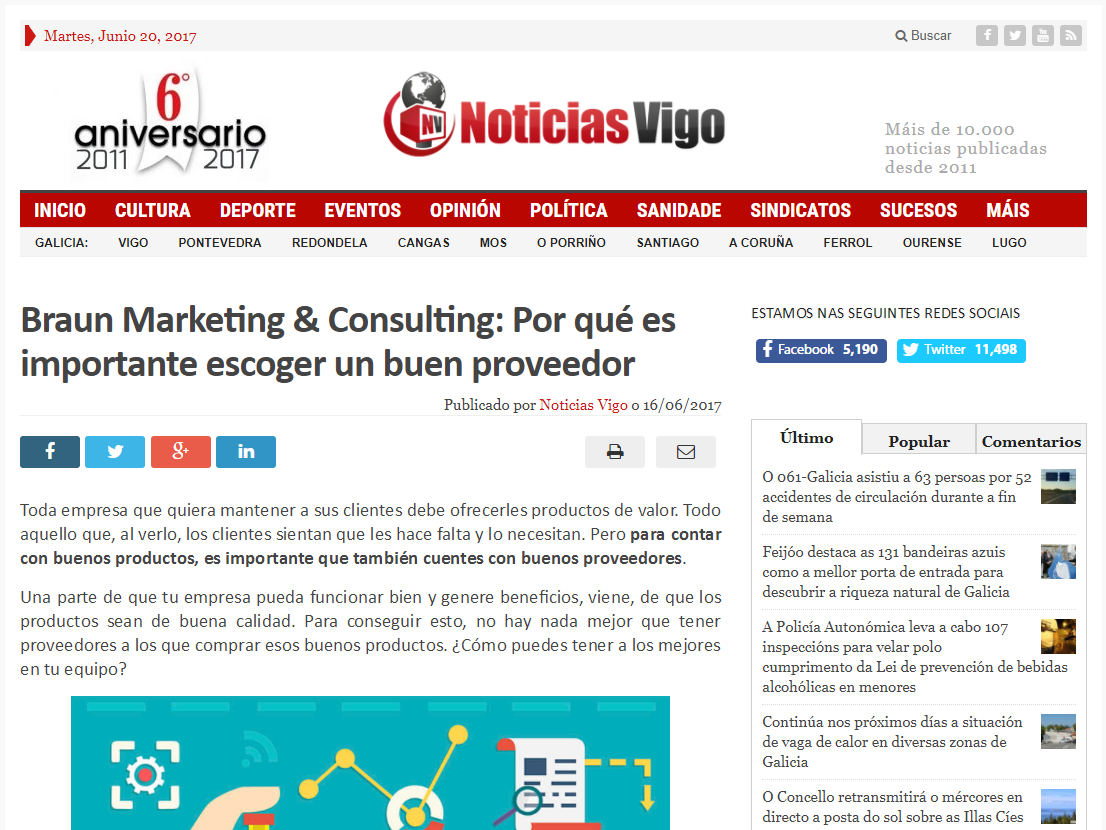 Martes, Junio 20, 2017
Buscar
6°
aniversario
2011 2017
NV
NoticiasVigo
Máis de 10.000
noticias publicadas
desde 2011
INICIO CULTURA DEPORTE EVENTOS OPINIÓN POLÍTICA SANIDADE SINDICATOS SUCESOS MÁIS
GALICIA: VIGO PONTEVEDRA REDONDELA CANGAS MOS O PORRIÑO SANTIAGO A CORUÑA FERROL OURENSE LUGO
Braun Marketing & Consulting: Por qué es
importante escoger un buen proveedor
Publicado por Noticias Vigo o 16/06/2017
Toda empresa que quiera mantener a sus clientes debe ofrecerles productos de valor. Todo
aquello que, al verlo, los clientes sientan que les hace falta y lo necesitan. Pero para contar
con buenos productos, es importante que también cuentes con buenos proveedores.
Una parte de que tu empresa pueda funcionar bien y genere beneficios, viene, de que los
productos sean de buena calidad. Para conseguir esto, no hay nada mejor que tener
proveedores a los que comprar esos buenos productos. ¿Cómo puedes tener a los mejores
en tu equipo?
ESTAMOS NAS SEGUINTES REDES SOCIAIS
Facebook 5,190 Twitter 11,498
Último Popular Comentarios
O 061-Galicia asistiu a 63 persoas por 52
accidentes de circulación durante a fin
de semana
Feijóo destaca as 131 bandeiras azuis
como a mellor porta de entrada para
descubrir a riqueza natural de Galicia
A Policía Autonómica leva a cabo 107
inspeccións para velar polo
cumprimento da Lei de prevención de bebidas
alcohólicas en menores
Continúa nos próximos días a situación
de vaga de calor en diversas zonas de
Galicia
O Concello retransmitirá o mércores en
directo a posta do sol sobre as Illas Cíes